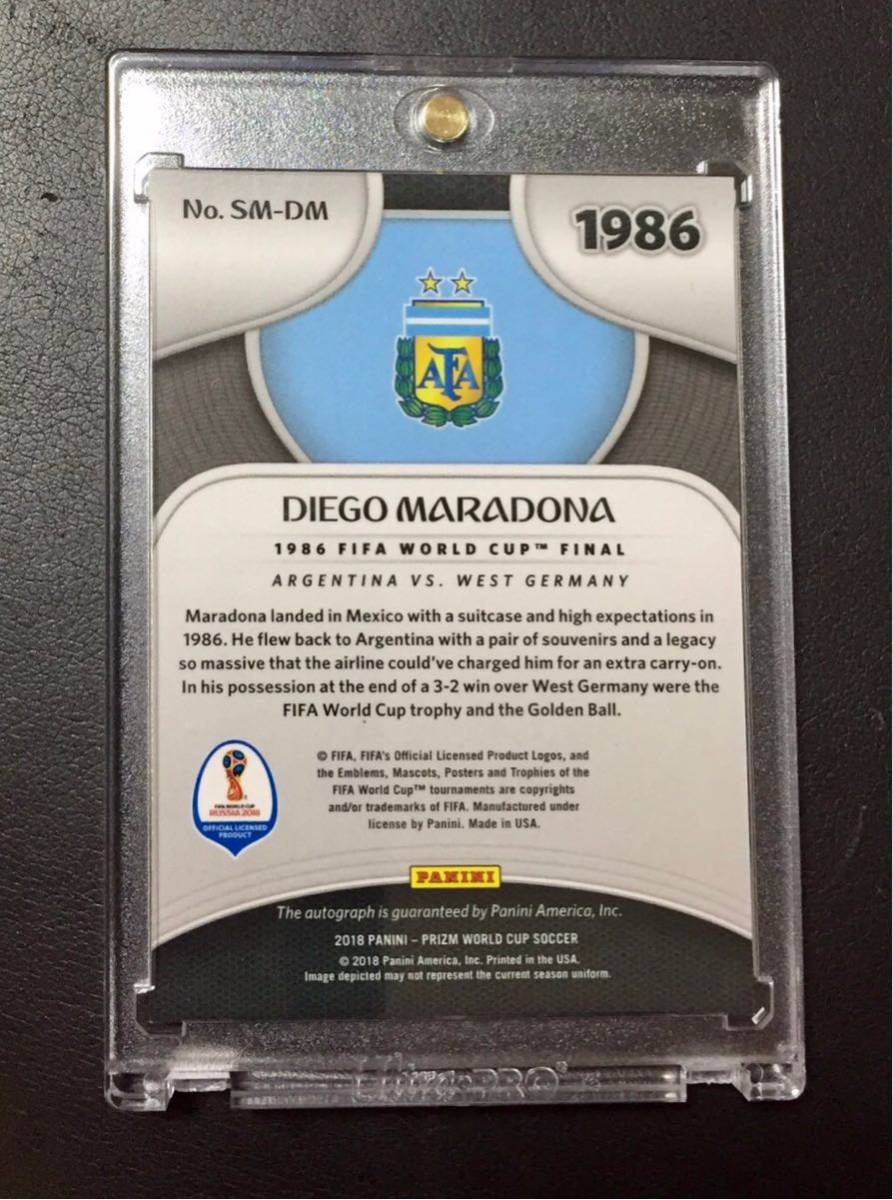 No. SM-DM
1986
AFA
DIEGO MARADONA
1986 FIFA WORLD CUP™ FINAL
ARGENTINA VS. WEST GERMANY
Maradona landed in Mexico with a suitcase and high expectations in
1986. He flew back to Argentina with a pair of souvenirs and a legacy
so massive that the airline could've charged him for an extra carry-on.
In his possession at the end of a 3-2 win over West Germany were the
FIFA World Cup trophy and the Golden Ball.
© FIFA, FIFA's Official Licensed Product Logos, and
the Emblems, Mascots, Posters and Trophies of the
FIFA World Cup™ tournaments are copyrights
and/or trademarks of FIFA. Manufactured under
license by Panini. Made in USA.
FIFA WORLD CUP
RUSSIA 2018
OFFICIAL LICENSED
PRODUCT
PANINI
The autograph is guaranteed by Panini America, Inc.
2018 PANINI – PRIZM WORLD CUP SOCCER
© 2018 Panini America, Inc. Printed in the USA.
Image depicted may not represent the current season uniform.
Ultra•PRO®